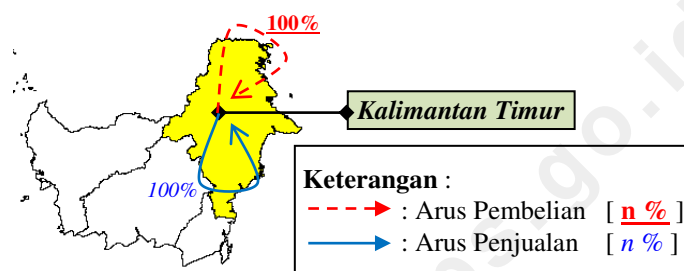 100%
Kalimantan Timur
100%
Keterangan :
: Arus Pembelian [ n % ]
: Arus Penjualan [ n % ]